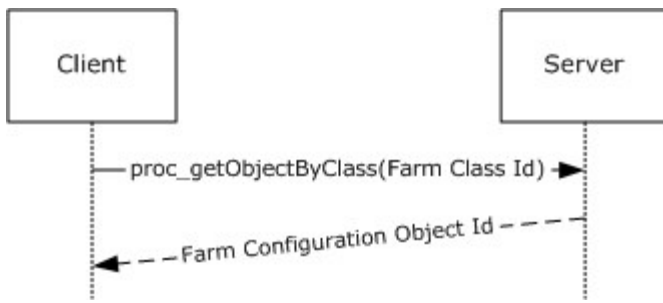 Client
Server
proc_getObjectByClass(Farm Class Id)
Farm Configuration Object Id